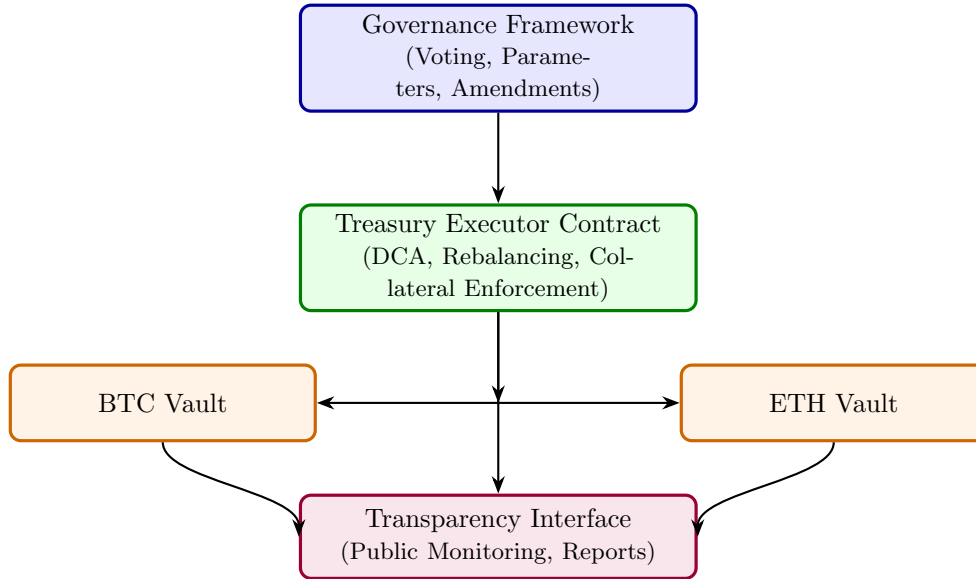 Governance Framework
(Voting, Parame-
ters, Amendments)
Treasury Executor Contract
(DCA, Rebalancing, Col-
lateral Enforcement)
BTC Vault
ETH Vault
Transparency Interface
(Public Monitoring, Reports)